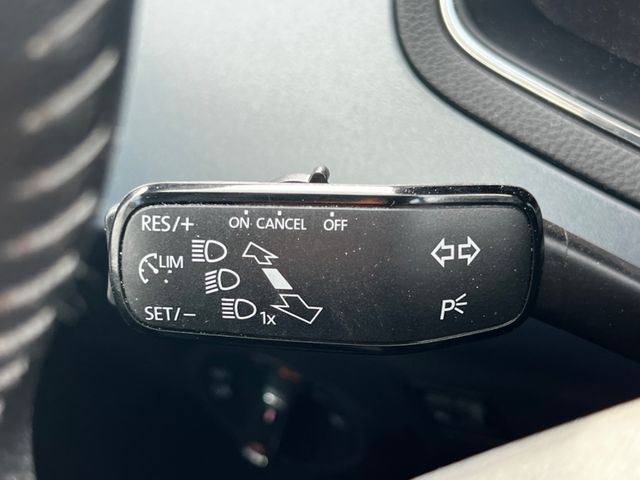 RES/+ ON CANCEL OFF
LIM
SET/− 1x P